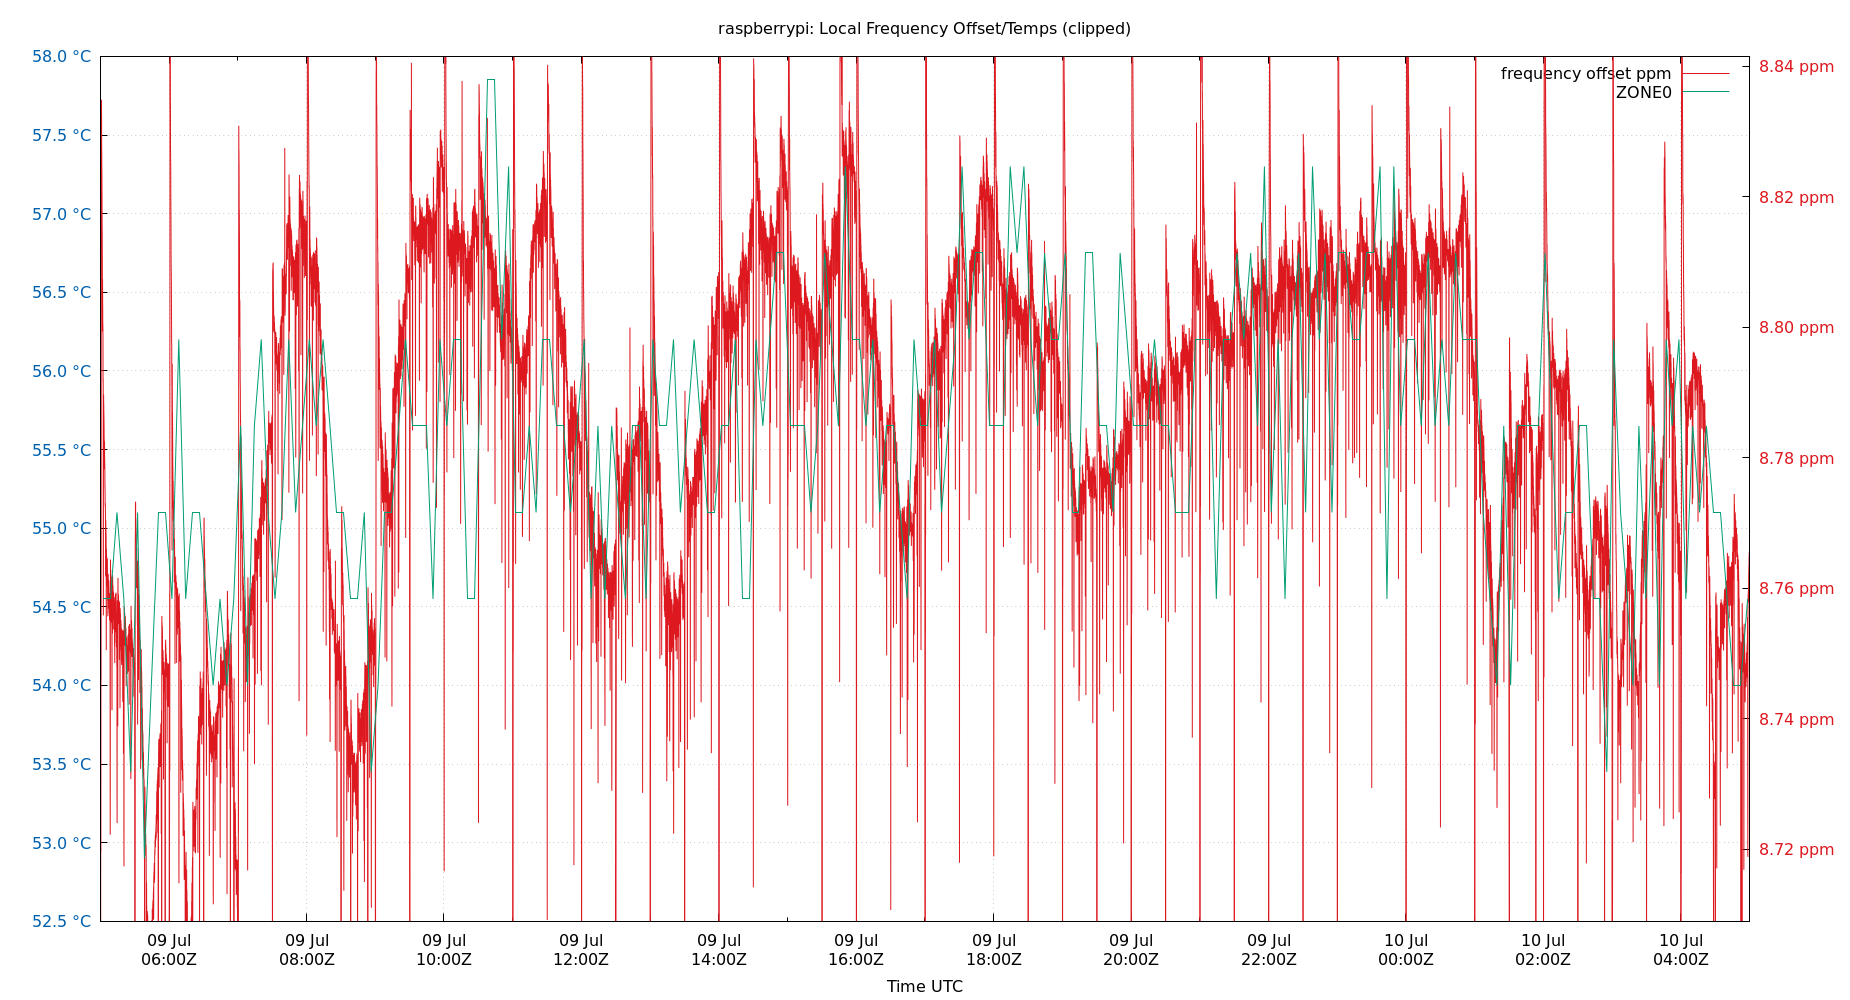 raspberrypi: Local Frequency Offset/Temps (clipped)
58.0 °C
57.5 °C
57.0 °C
56.5 °C
56.0 °C
55.5 °C
55.0 °C
54.5 °C
54.0 °C
53.5 °C
53.0 °C
52.5 °C
frequency offset ppm
ZONE0
8.84 ppm
8.82 ppm
8.80 ppm
8.78 ppm
8.76 ppm
8.74 ppm
8.72 ppm
09 Jul 09 Jul 09 Jul 09 Jul 09 Jul 09 Jul 09 Jul 09 Jul 09 Jul 10 Jul 10 Jul 10 Jul
06:00Z 08:00Z 10:00Z 12:00Z 14:00Z 16:00Z 18:00Z 20:00Z 22:00Z 00:00Z 02:00Z 04:00Z
Time UTC